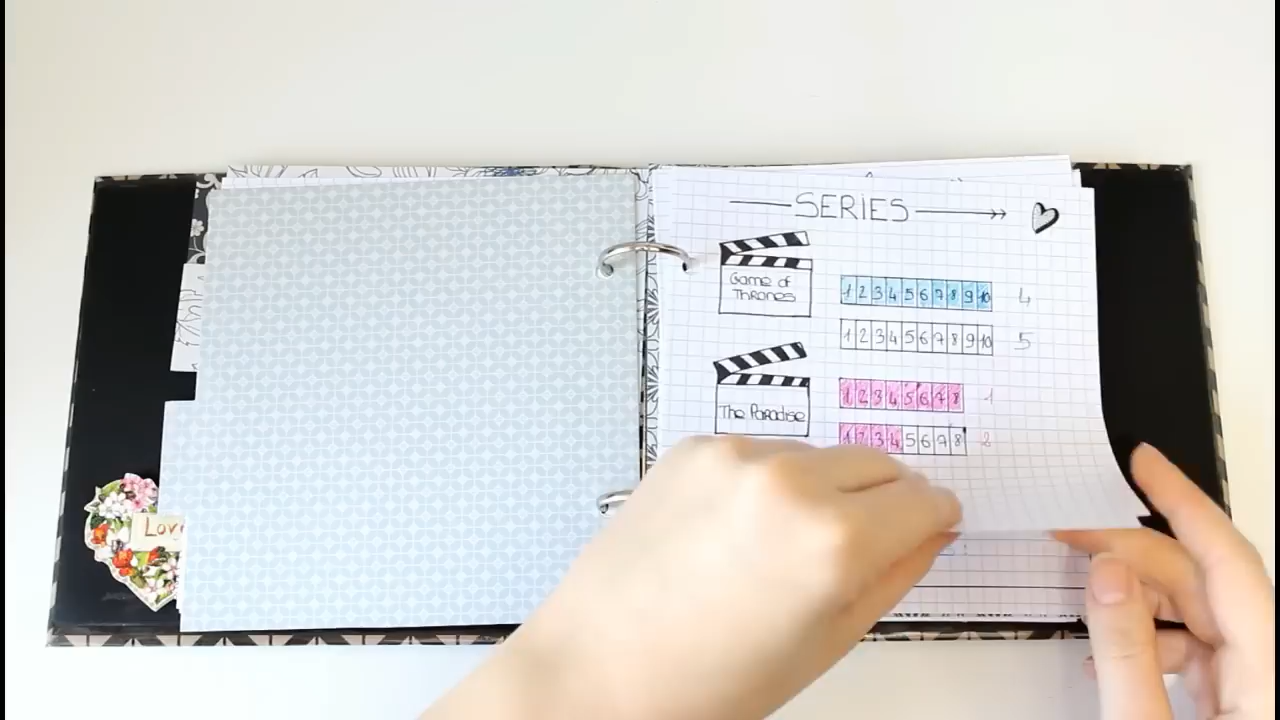 SERIES
Game of
Thrones
1 2 3 4 5 6 7 8 9 10 4
1 2 3 4 5 6 7 8 9 10 5
The Paradise
1 2 3 4 5 6 7 8 1
1 2 3 4 5 6 7 8 2
Love